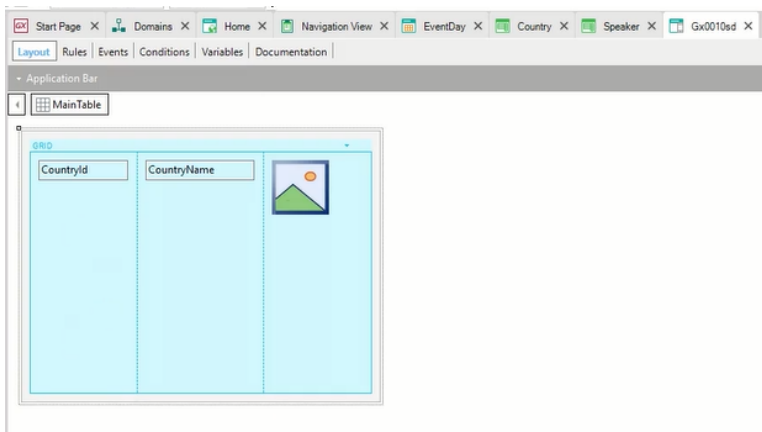 GX Start Page X Domains X Home X Navigation View X EventDay X Country X Speaker X Gx0010sd X
Layout Rules Events Conditions Variables Documentation
Application Bar
MainTable
GRID
CountryId CountryName